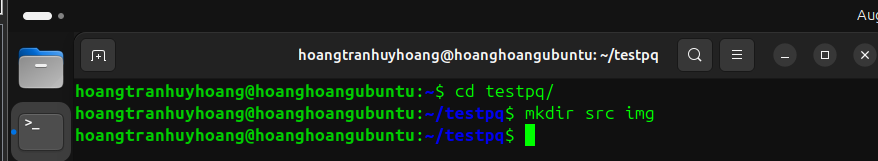 Aug
hoangtranhuyhoang@hoanghoangubuntu: ~/testpq
hoangtranhuyhoang@hoanghoangubuntu:~$ cd testpq/
hoangtranhuyhoang@hoanghoangubuntu:~/testpq$ mkdir src img
hoangtranhuyhoang@hoanghoangubuntu:~/testpq$